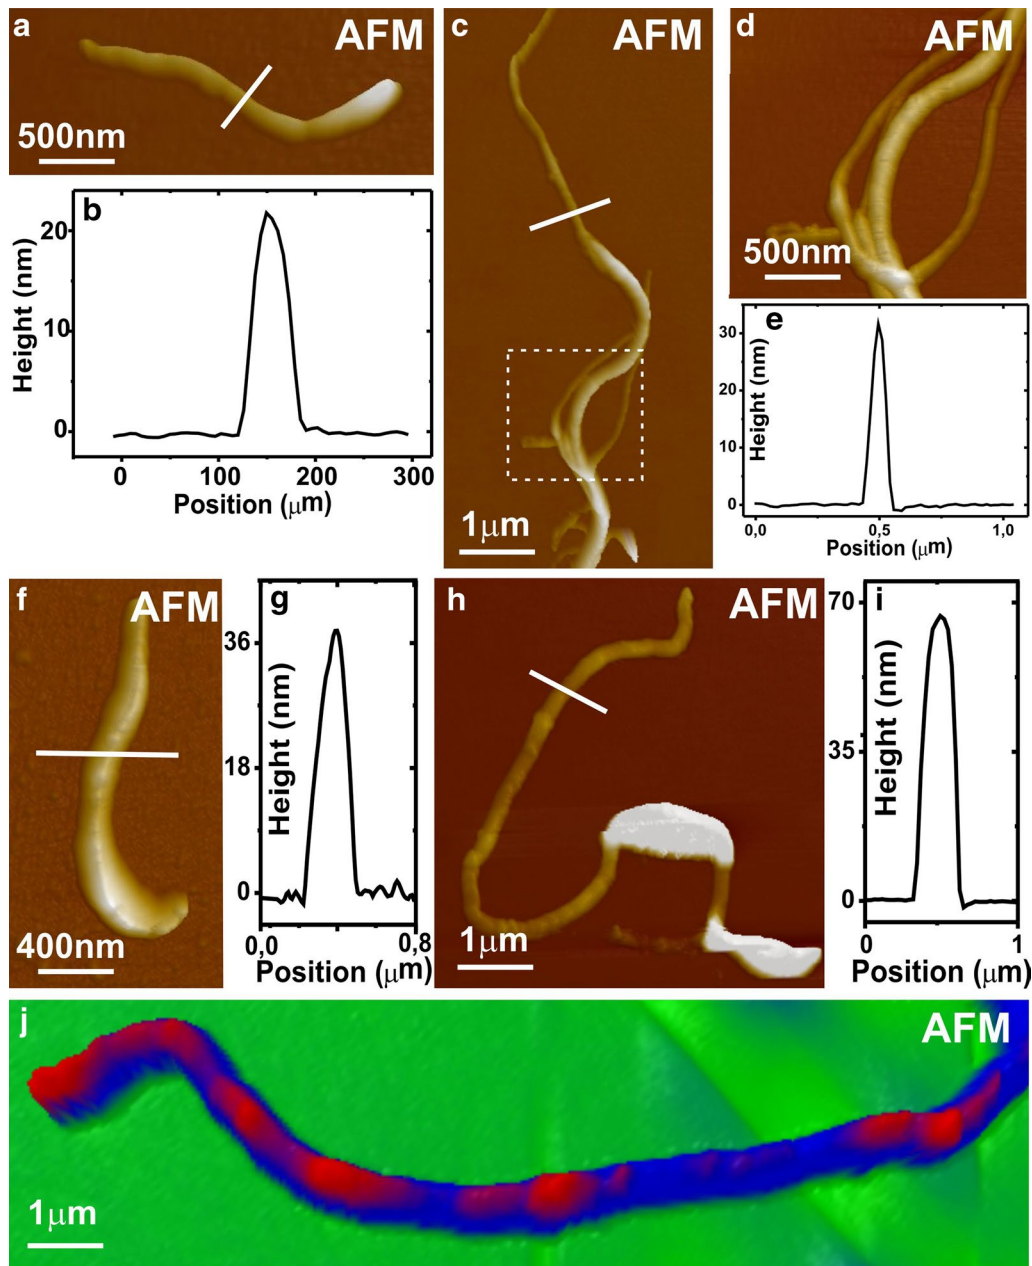 a
AFM
500nm
b
Height (nm)
20
10
0
0 100 200 300
Position (μm)
c
AFM
1μm
d
AFM
500nm
e
Height (nm)
30
20
10
0
0,0 0,5 1,0
Position (μm)
f
AFM
400nm
g
Height (nm)
36
18
0
0,0 0,8
Position (μm)
h
AFM
1μm
i
Height (nm)
70
35
0
0 1
Position (μm)
j
AFM
1μm